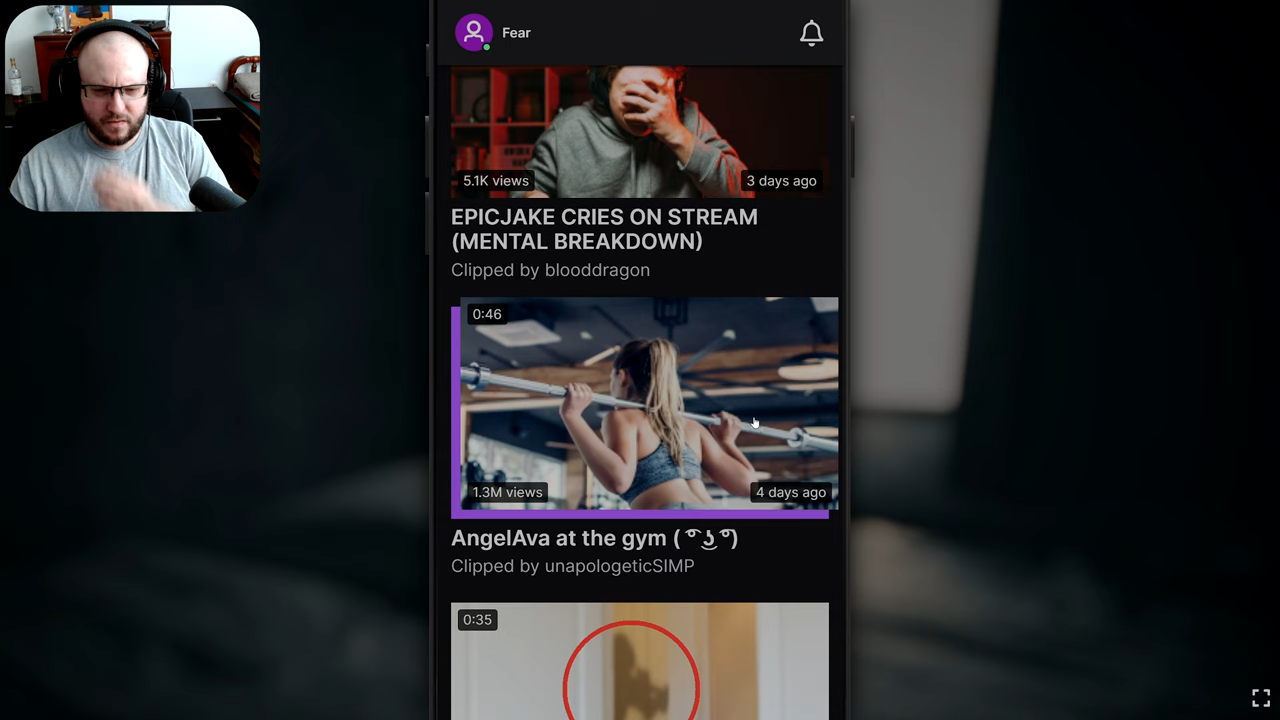 Fear
5.1K views
3 days ago
EPICJAKE CRIES ON STREAM
(MENTAL BREAKDOWN)
Clipped by blooddragon
0:46
1.3M views
4 days ago
AngelAva at the gym ( ͡° ͜ʖ ͡°)
Clipped by unapologeticSIMP
0:35